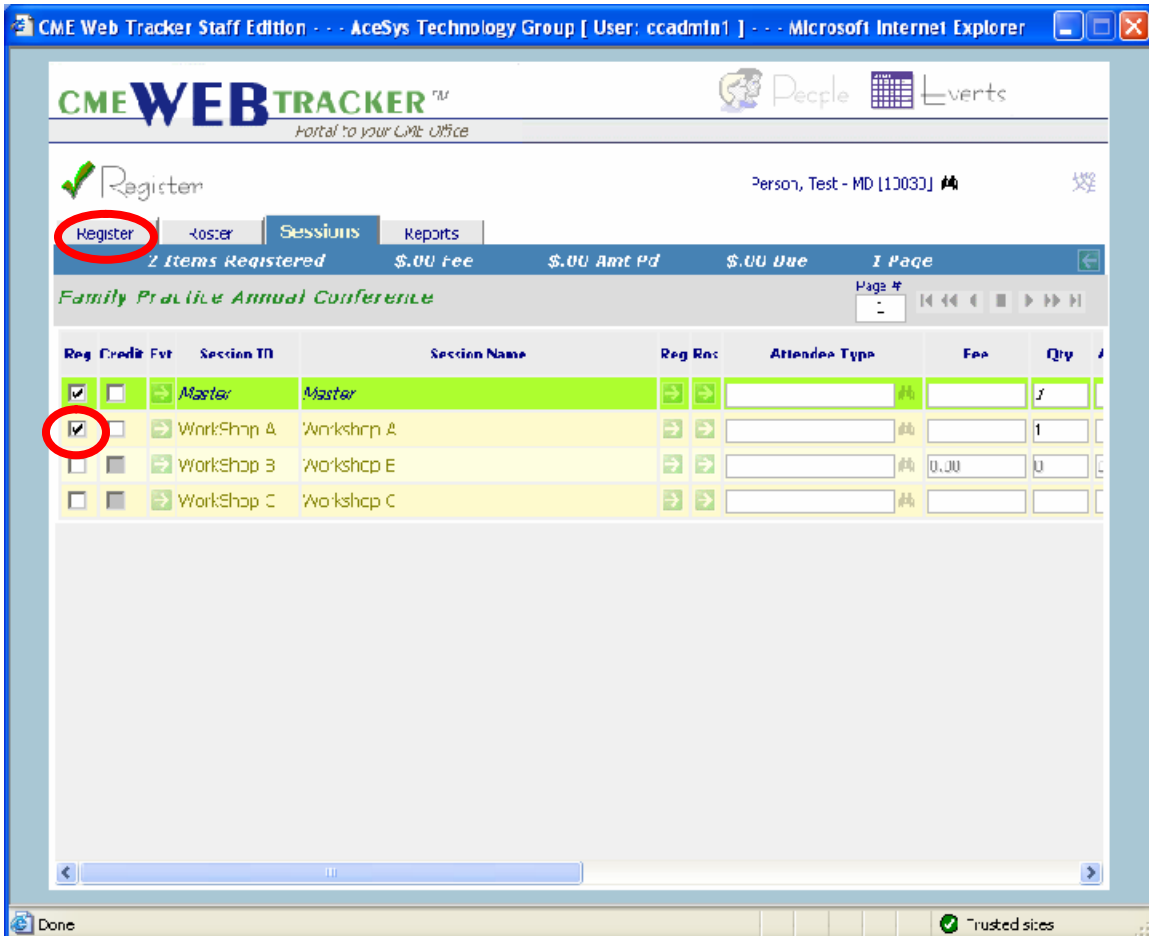 CME Web Tracker Staff Edition - - - AceSys Technology Group [ User: ccadmin1 ] - - - Microsoft Internet Explorer
CME WEB TRACKER TM
Portal to your CME Office
People Events
Register
Person, Test - MD [10030]
Register Roster Sessions Reports
2 Items Registered $.00 Fee $.00 Amt Pd $.00 Due 1 Page
Family Practice Annual Conference
Page #
1
Reg Credit Evt Session ID Session Name Reg Ros Attendee Type Fee Qty
Master Master 1
WorkShop A Workshop A 1
WorkShop B Workshop B 0.00 0
WorkShop C Workshop C
Done Trusted sites